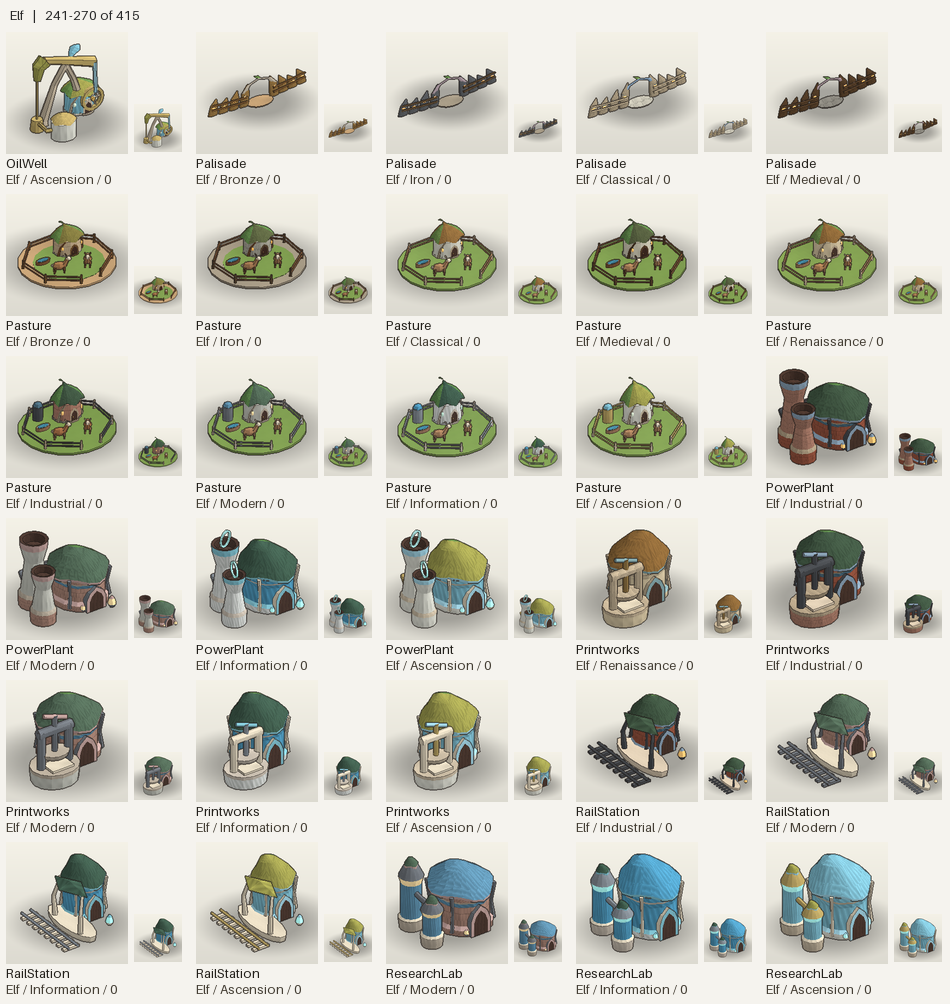 Elf | 241-270 of 415
OilWell
Elf / Ascension / 0
Palisade
Elf / Bronze / 0
Palisade
Elf / Iron / 0
Palisade
Elf / Classical / 0
Palisade
Elf / Medieval / 0
Pasture
Elf / Bronze / 0
Pasture
Elf / Iron / 0
Pasture
Elf / Classical / 0
Pasture
Elf / Medieval / 0
Pasture
Elf / Renaissance / 0
Pasture
Elf / Industrial / 0
Pasture
Elf / Modern / 0
Pasture
Elf / Information / 0
Pasture
Elf / Ascension / 0
PowerPlant
Elf / Industrial / 0
PowerPlant
Elf / Modern / 0
PowerPlant
Elf / Information / 0
PowerPlant
Elf / Ascension / 0
Printworks
Elf / Renaissance / 0
Printworks
Elf / Industrial / 0
Printworks
Elf / Modern / 0
Printworks
Elf / Information / 0
Printworks
Elf / Ascension / 0
RailStation
Elf / Industrial / 0
RailStation
Elf / Modern / 0
RailStation
Elf / Information / 0
RailStation
Elf / Ascension / 0
ResearchLab
Elf / Modern / 0
ResearchLab
Elf / Information / 0
ResearchLab
Elf / Ascension / 0